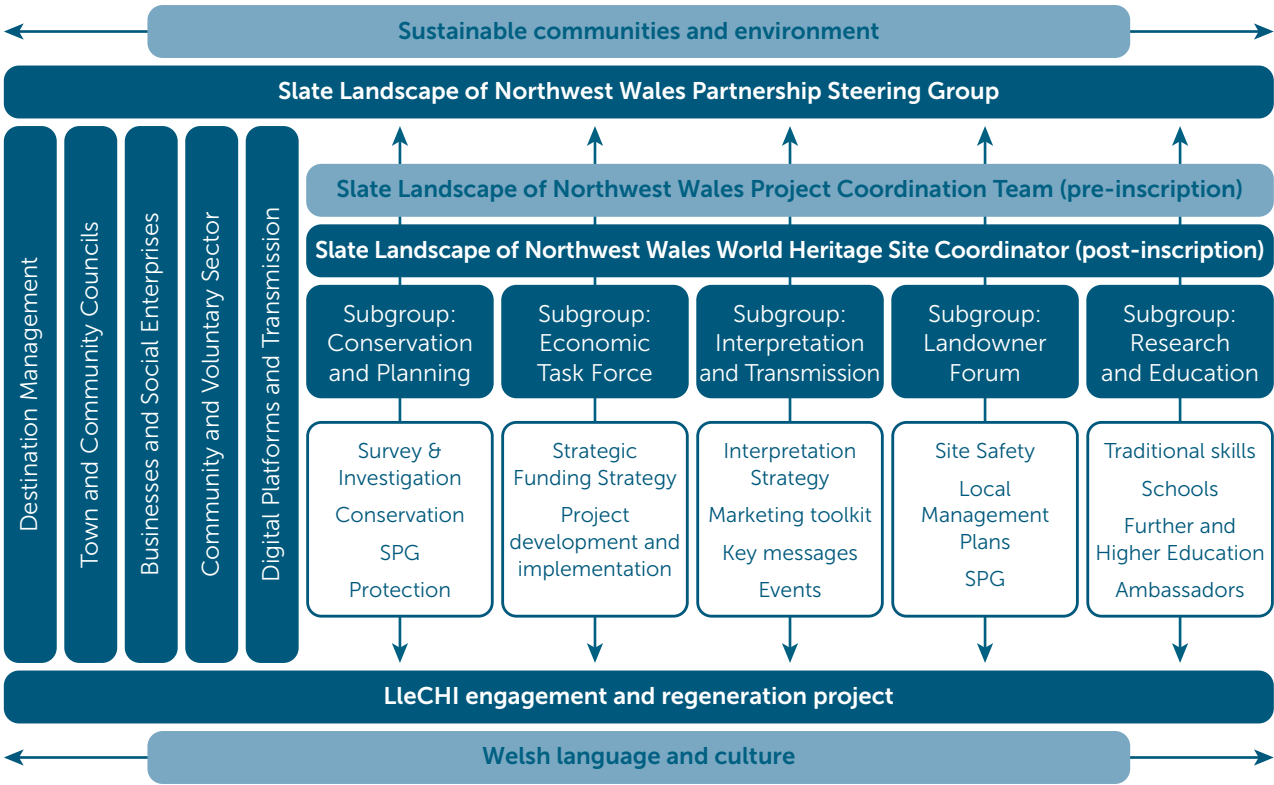 Sustainable communities and environment
Slate Landscape of Northwest Wales Partnership Steering Group
Destination Management
Town and Community Councils
Businesses and Social Enterprises
Community and Voluntary Sector
Digital Platforms and Transmission
Slate Landscape of Northwest Wales Project Coordination Team (pre-inscription)
Slate Landscape of Northwest Wales World Heritage Site Coordinator (post-inscription)
Subgroup:
Conservation
and Planning
Subgroup:
Economic
Task Force
Subgroup:
Interpretation
and Transmission
Subgroup:
Landowner
Forum
Subgroup:
Research
and Education
Survey &
Investigation
Conservation
SPG
Protection
Strategic
Funding Strategy
Project
development and
implementation
Interpretation
Strategy
Marketing toolkit
Key messages
Events
Site Safety
Local
Management
Plans
SPG
Traditional skills
Schools
Further and
Higher Education
Ambassadors
LleCHI engagement and regeneration project
Welsh language and culture